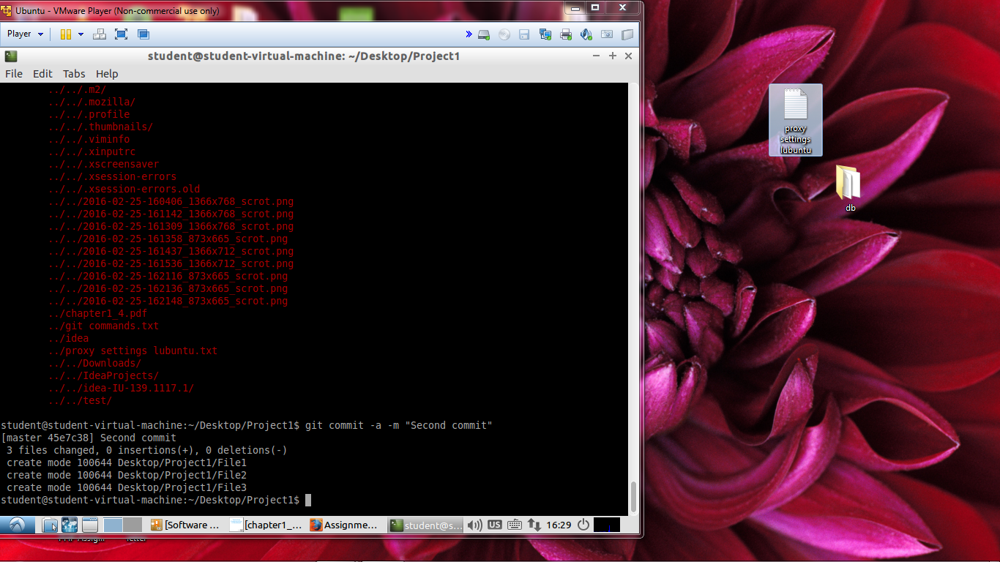 Ubuntu - VMware Player (Non-commercial use only)
Player
student@student-virtual-machine: ~/Desktop/Project1
File Edit Tabs Help
../../.m2/
../../.mozilla/
../../.profile
../../.thumbnails/
../../.viminfo
../../.xinputrc
../../.xscreensaver
../../.xsession-errors
../../.xsession-errors.old
../../2016-02-25-160406_1366x768_scrot.png
../../2016-02-25-161142_1366x768_scrot.png
../../2016-02-25-161309_1366x768_scrot.png
../../2016-02-25-161358_873x665_scrot.png
../../2016-02-25-161437_1366x712_scrot.png
../../2016-02-25-161536_1366x712_scrot.png
../../2016-02-25-162116_873x665_scrot.png
../../2016-02-25-162136_873x665_scrot.png
../../2016-02-25-162148_873x665_scrot.png
../chapter1_4.pdf
../git commands.txt
../idea
../proxy settings lubuntu.txt
../../Downloads/
../../IdeaProjects/
../../idea-IU-139.1117.1/
../../test/
student@student-virtual-machine:~/Desktop/Project1$ git commit -a -m "Second commit"
[master 45e7c38] Second commit
3 files changed, 0 insertions(+), 0 deletions(-)
create mode 100644 Desktop/Project1/File1
create mode 100644 Desktop/Project1/File2
create mode 100644 Desktop/Project1/File3
student@student-virtual-machine:~/Desktop/Project1$
[Software ...
[chapter1_...
Assignme...
student@s...
US
16:29
proxy
settings
lubuntu
db